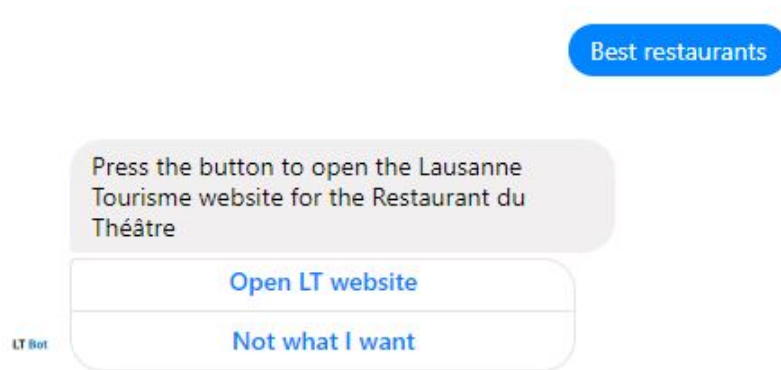 Best restaurants
Press the button to open the Lausanne
Tourisme website for the Restaurant du
Théâtre
Open LT website
Not what I want
LT Bot